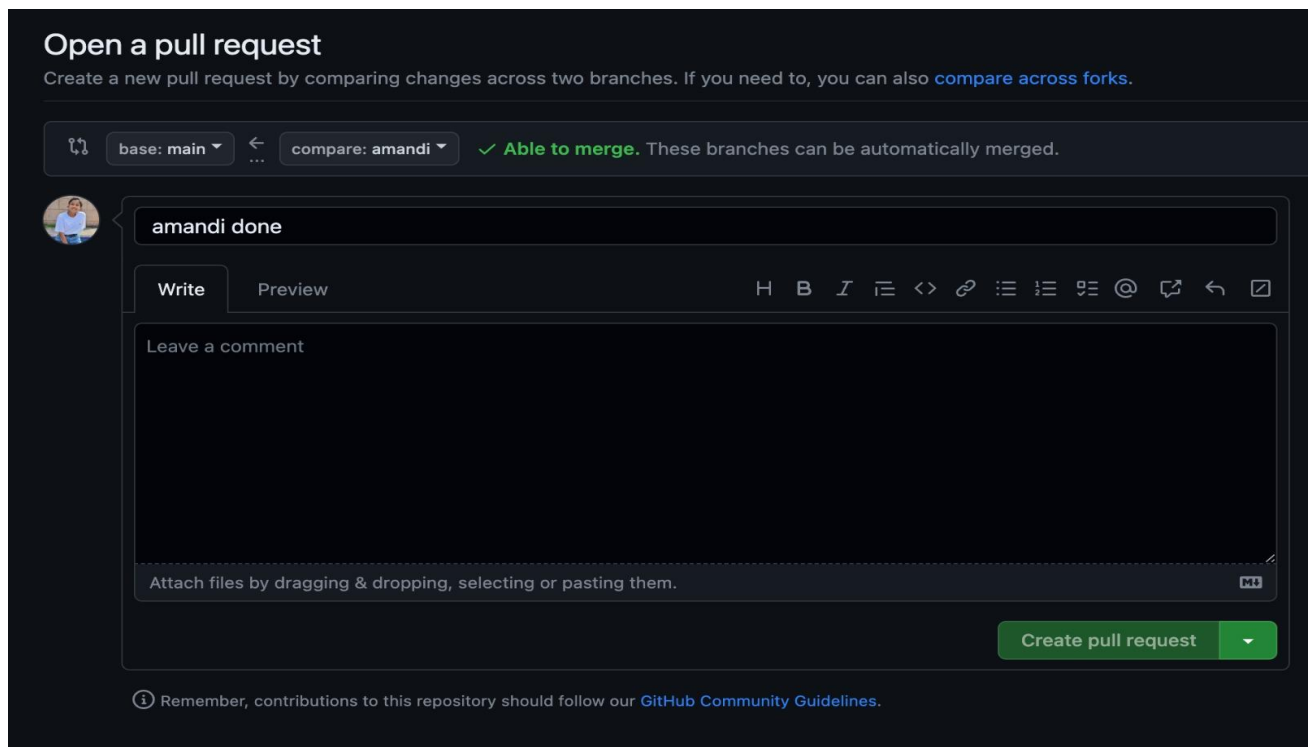 Open a pull request
Create a new pull request by comparing changes across two branches. If you need to, you can also compare across forks.
base: main ← ... compare: amandi ✓ Able to merge. These branches can be automatically merged.
amandi done
Write Preview
Leave a comment
Attach files by dragging & dropping, selecting or pasting them.
Create pull request
Remember, contributions to this repository should follow our GitHub Community Guidelines.